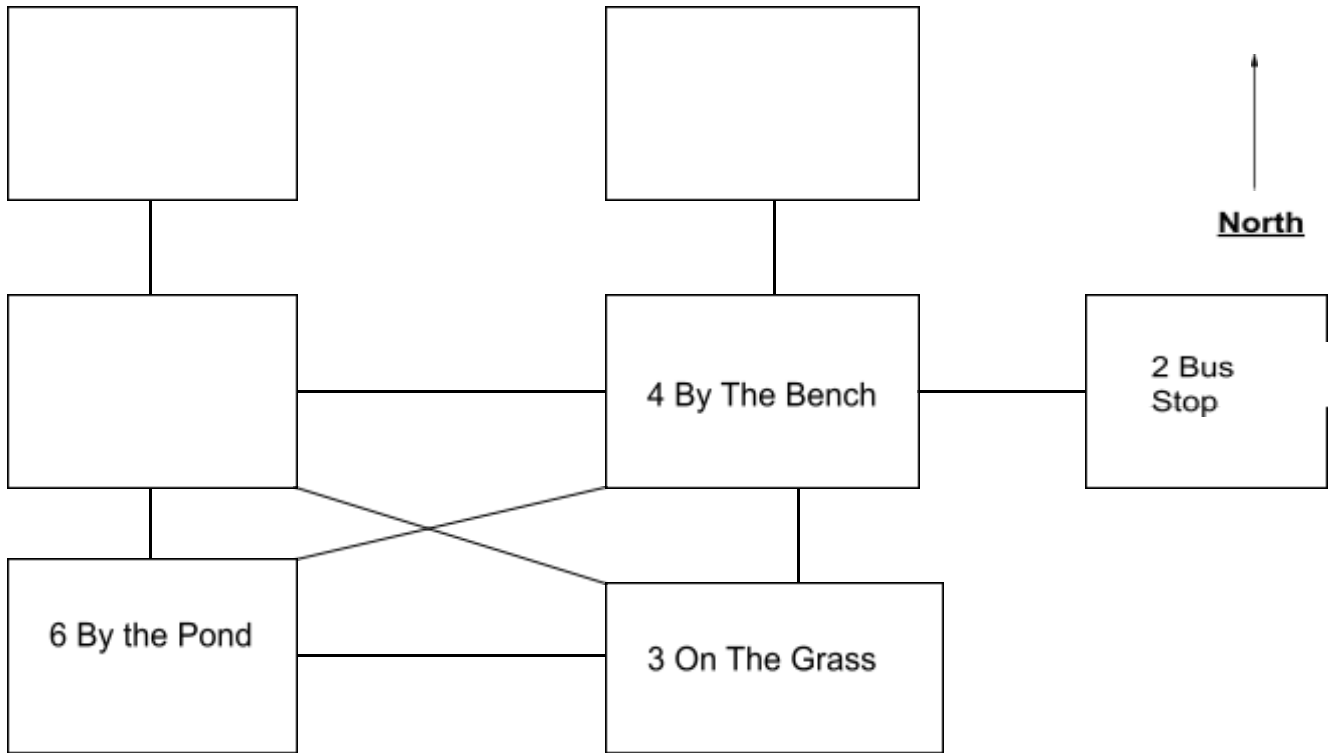 North
4 By The Bench
2 Bus
Stop
6 By the Pond
3 On The Grass